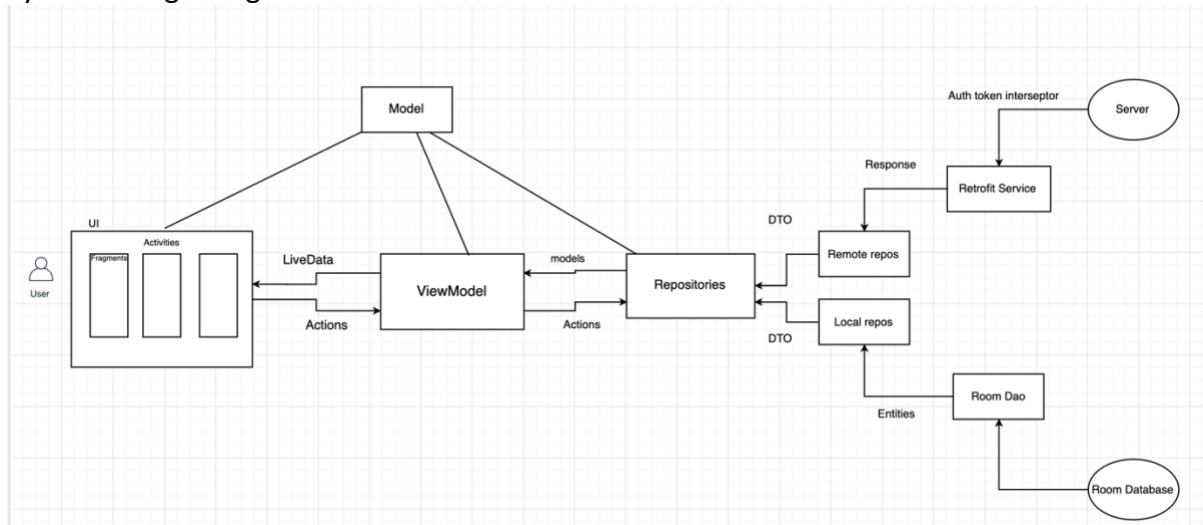 Model
Auth token interseptor
Server
Response
Retrofit Service
DTO
Remote repos
UI
Activities
Fragments
LiveData
models
ViewModel
Repositories
User
Actions
Actions
Local repos
DTO
Room Dao
Entities
Room Database